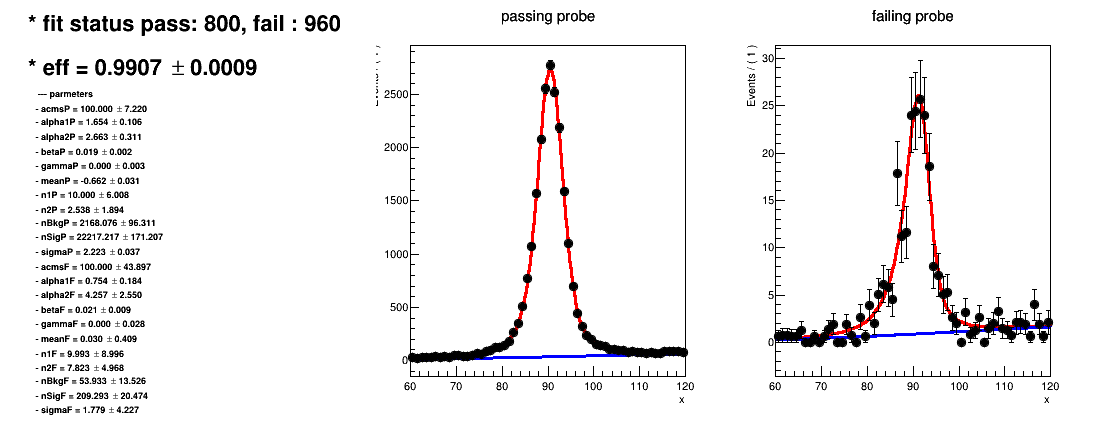 * fit status pass: 800, fail : 960
* eff = 0.9907 ± 0.0009
--- parmeters
- acmsP = 100.000 ± 7.220
- alpha1P = 1.654 ± 0.106
- alpha2P = 2.663 ± 0.311
- betaP = 0.019 ± 0.002
- gammaP = 0.000 ± 0.003
- meanP = -0.662 ± 0.031
- n1P = 10.000 ± 6.008
- n2P = 2.538 ± 1.894
- nBkgP = 2168.076 ± 96.311
- nSigP = 22217.217 ± 171.207
- sigmaP = 2.223 ± 0.037
- acmsF = 100.000 ± 43.897
- alpha1F = 0.754 ± 0.184
- alpha2F = 4.257 ± 2.550
- betaF = 0.021 ± 0.009
- gammaF = 0.000 ± 0.028
- meanF = 0.030 ± 0.409
- n1F = 9.993 ± 8.996
- n2F = 7.823 ± 4.968
- nBkgF = 53.933 ± 13.526
- nSigF = 209.293 ± 20.474
- sigmaF = 1.779 ± 4.227
passing probe
2500
2000
1500
1000
500
0
60 70 80 90 100 110 120
x
failing probe
Events / ( 1 )
30
25
20
15
10
5
0
60 70 80 90 100 110 120
x